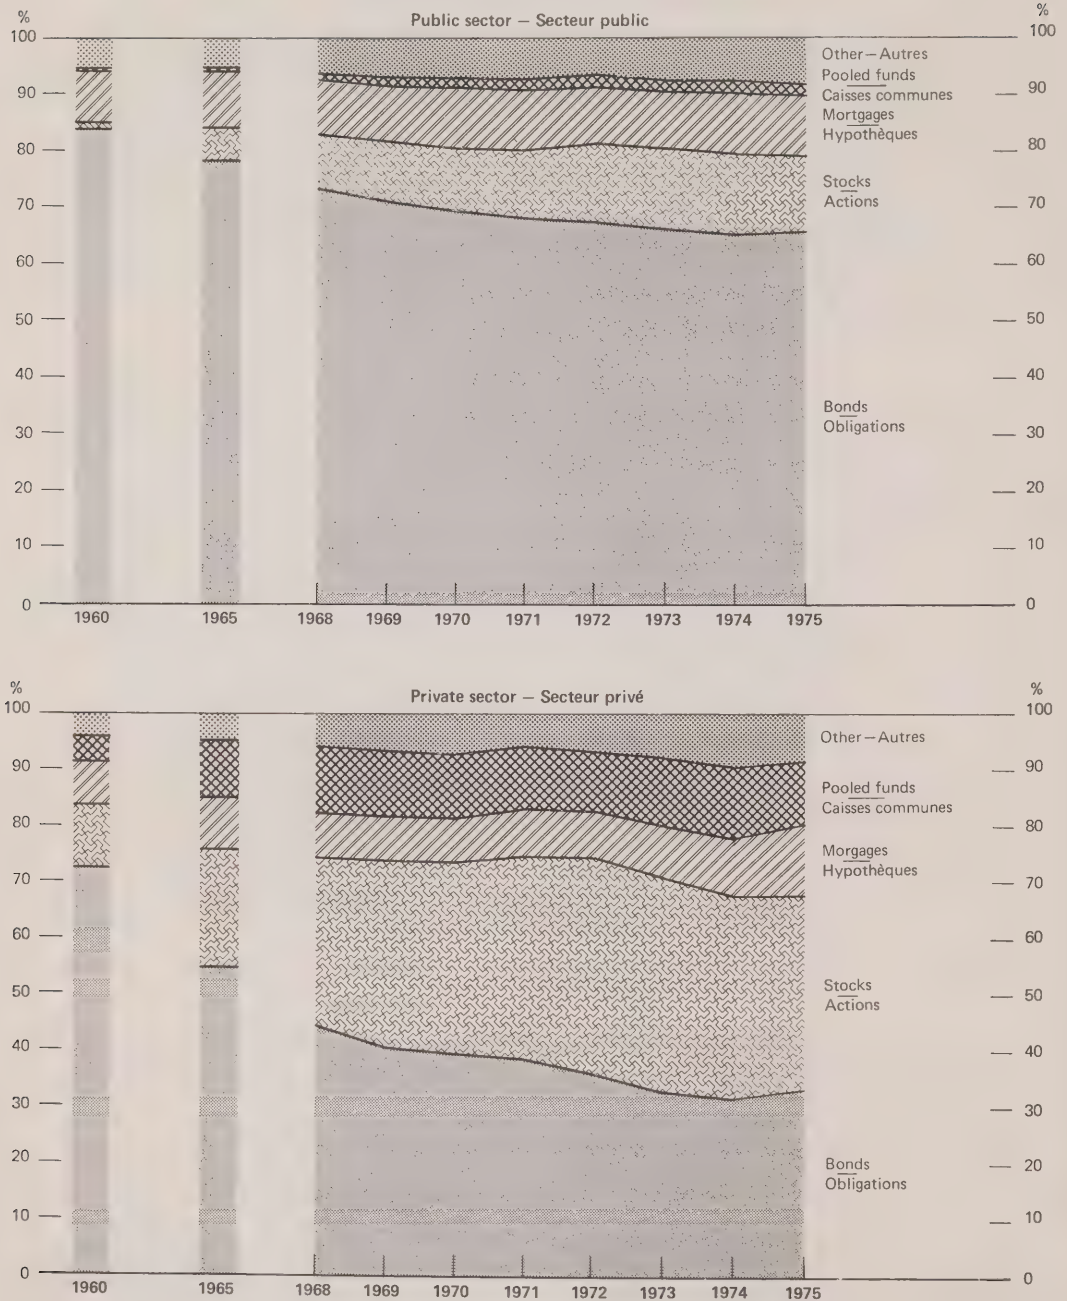 Public sector — Secteur public
%
100
90
80
70
60
50
40
30
20
10
0
%
100
90
80
70
60
50
40
30
20
10
0
Other—Autres
Pooled funds
Caisses communes
Mortgages
Hypothèques
Stocks
Actions
Bonds
Obligations
1960 1965 1968 1969 1970 1971 1972 1973 1974 1975
Private sector — Secteur privé
%
100
90
80
70
60
50
40
30
20
10
0
%
100
90
80
70
60
50
40
30
20
10
0
Other—Autres
Pooled funds
Caisses communes
Morgages
Hypothèques
Stocks
Actions
Bonds
Obligations
1960 1965 1968 1969 1970 1971 1972 1973 1974 1975